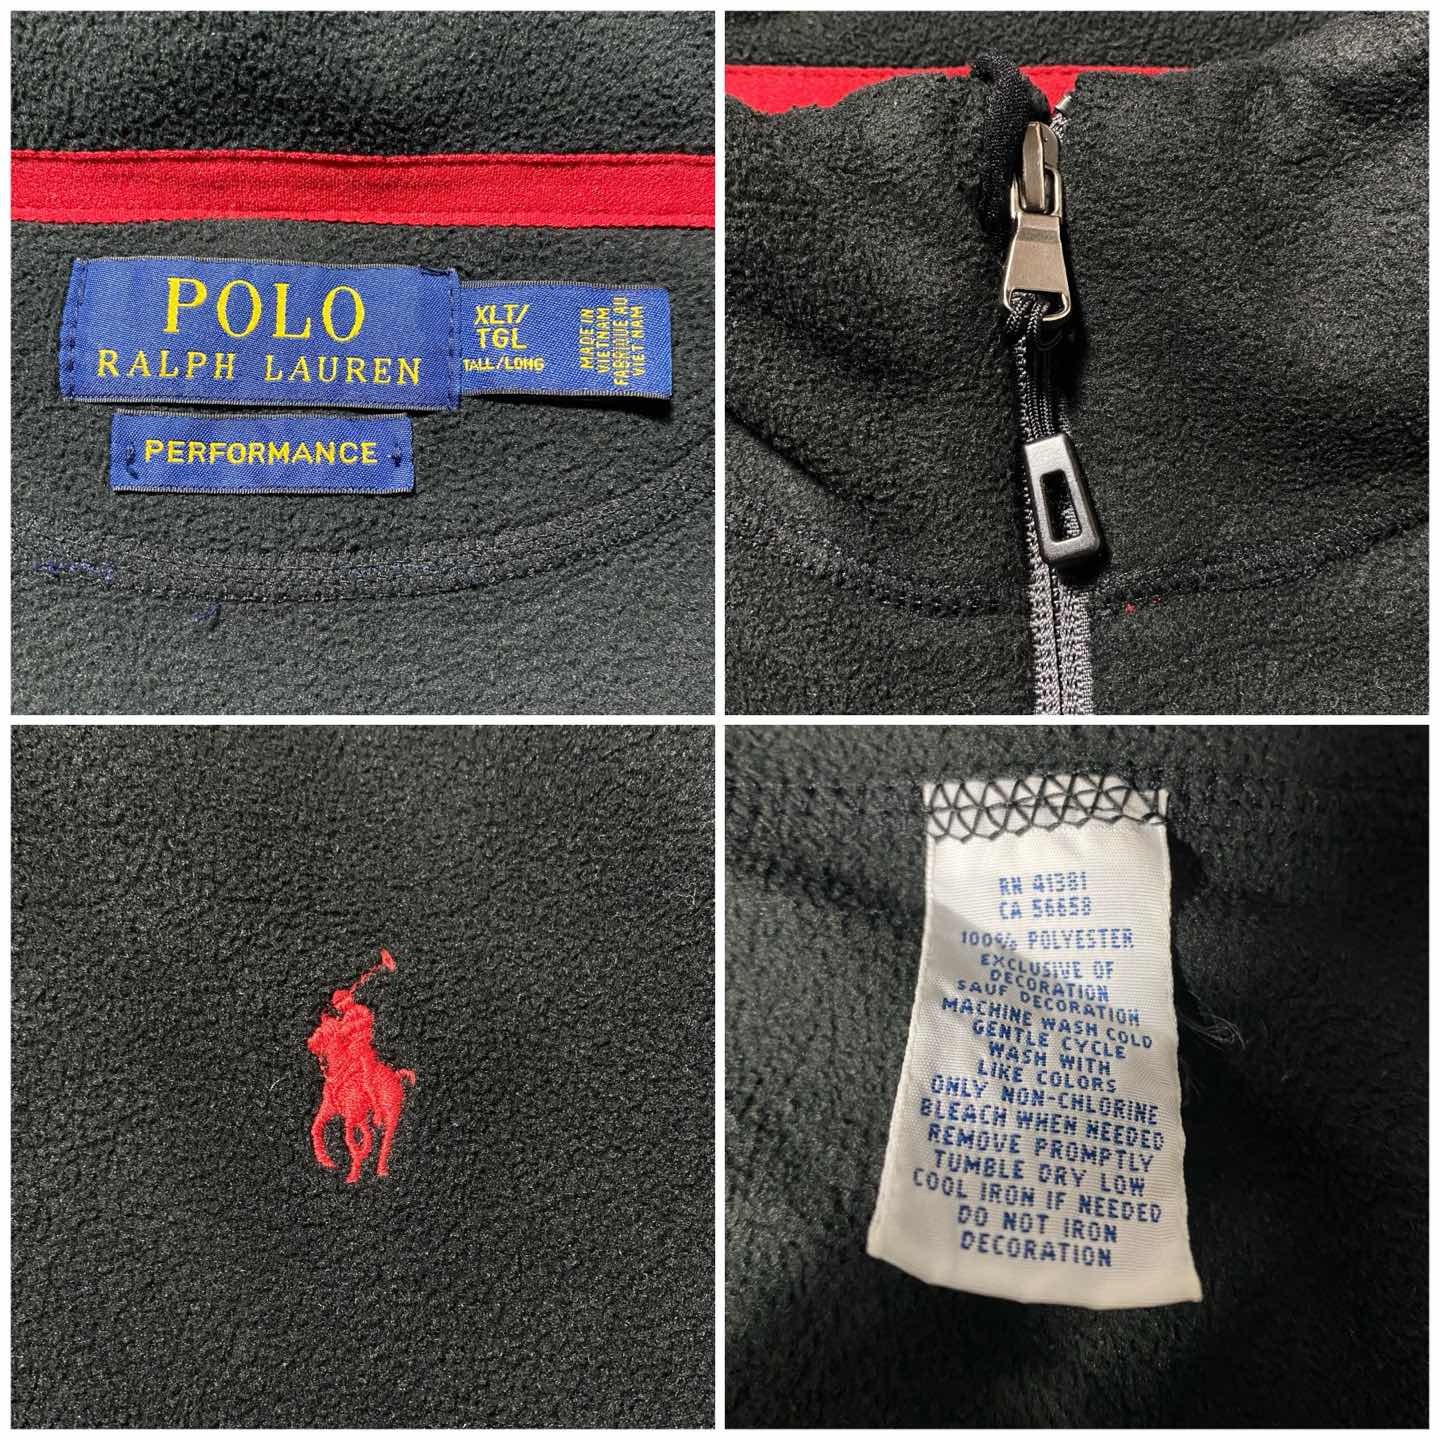 POLO
RALPH LAUREN
PERFORMANCE
XLT/
TGL
TALL/LONG
MADE IN
VIETNAM
FABRIQUE AU
VIET NAM
RN 41381
CA 56658
100% POLYESTER
EXCLUSIVE OF
DECORATION
SAUF DECORATION
MACHINE WASH COLD
GENTLE CYCLE
WASH WITH
LIKE COLORS
ONLY NON-CHLORINE
BLEACH WHEN NEEDED
REMOVE PROMPTLY
TUMBLE DRY LOW
COOL IRON IF NEEDED
DO NOT IRON
DECORATION